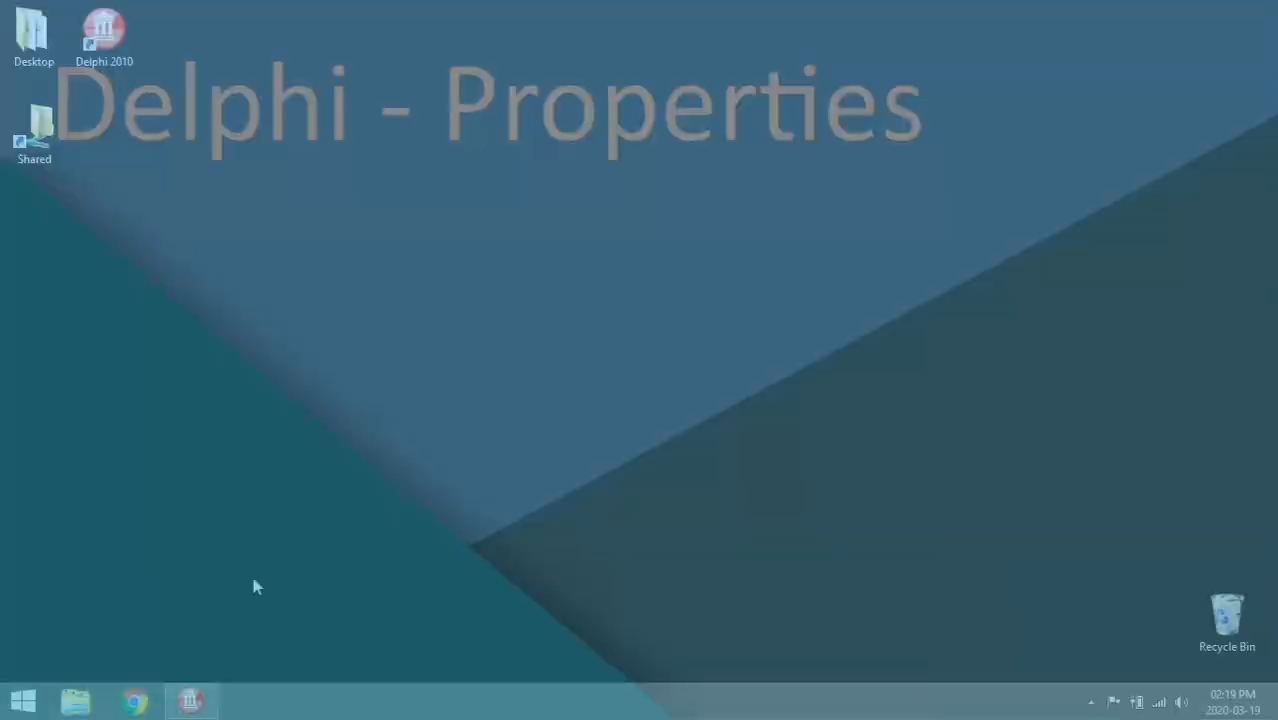 Desktop
Delphi 2010
Delphi - Properties
Shared
Recycle Bin
02:19 PM
2020-03-19